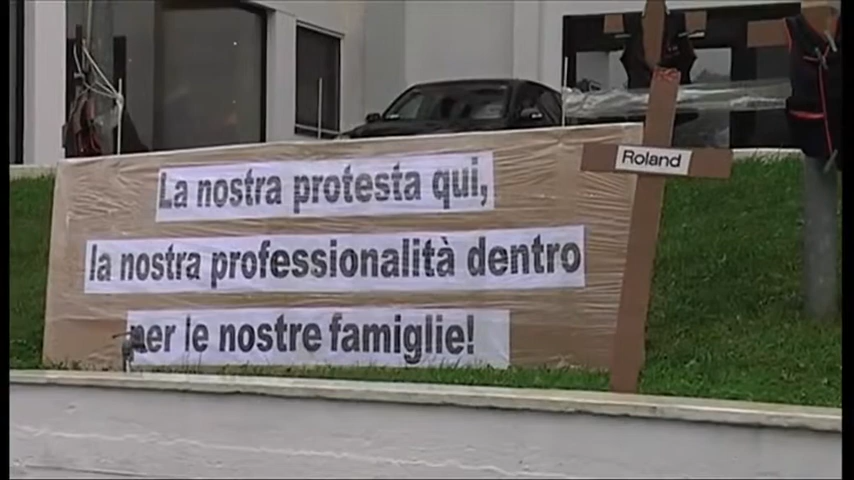 La nostra protesta qui,
la nostra professionalità dentro
per le nostre famiglie!
Roland